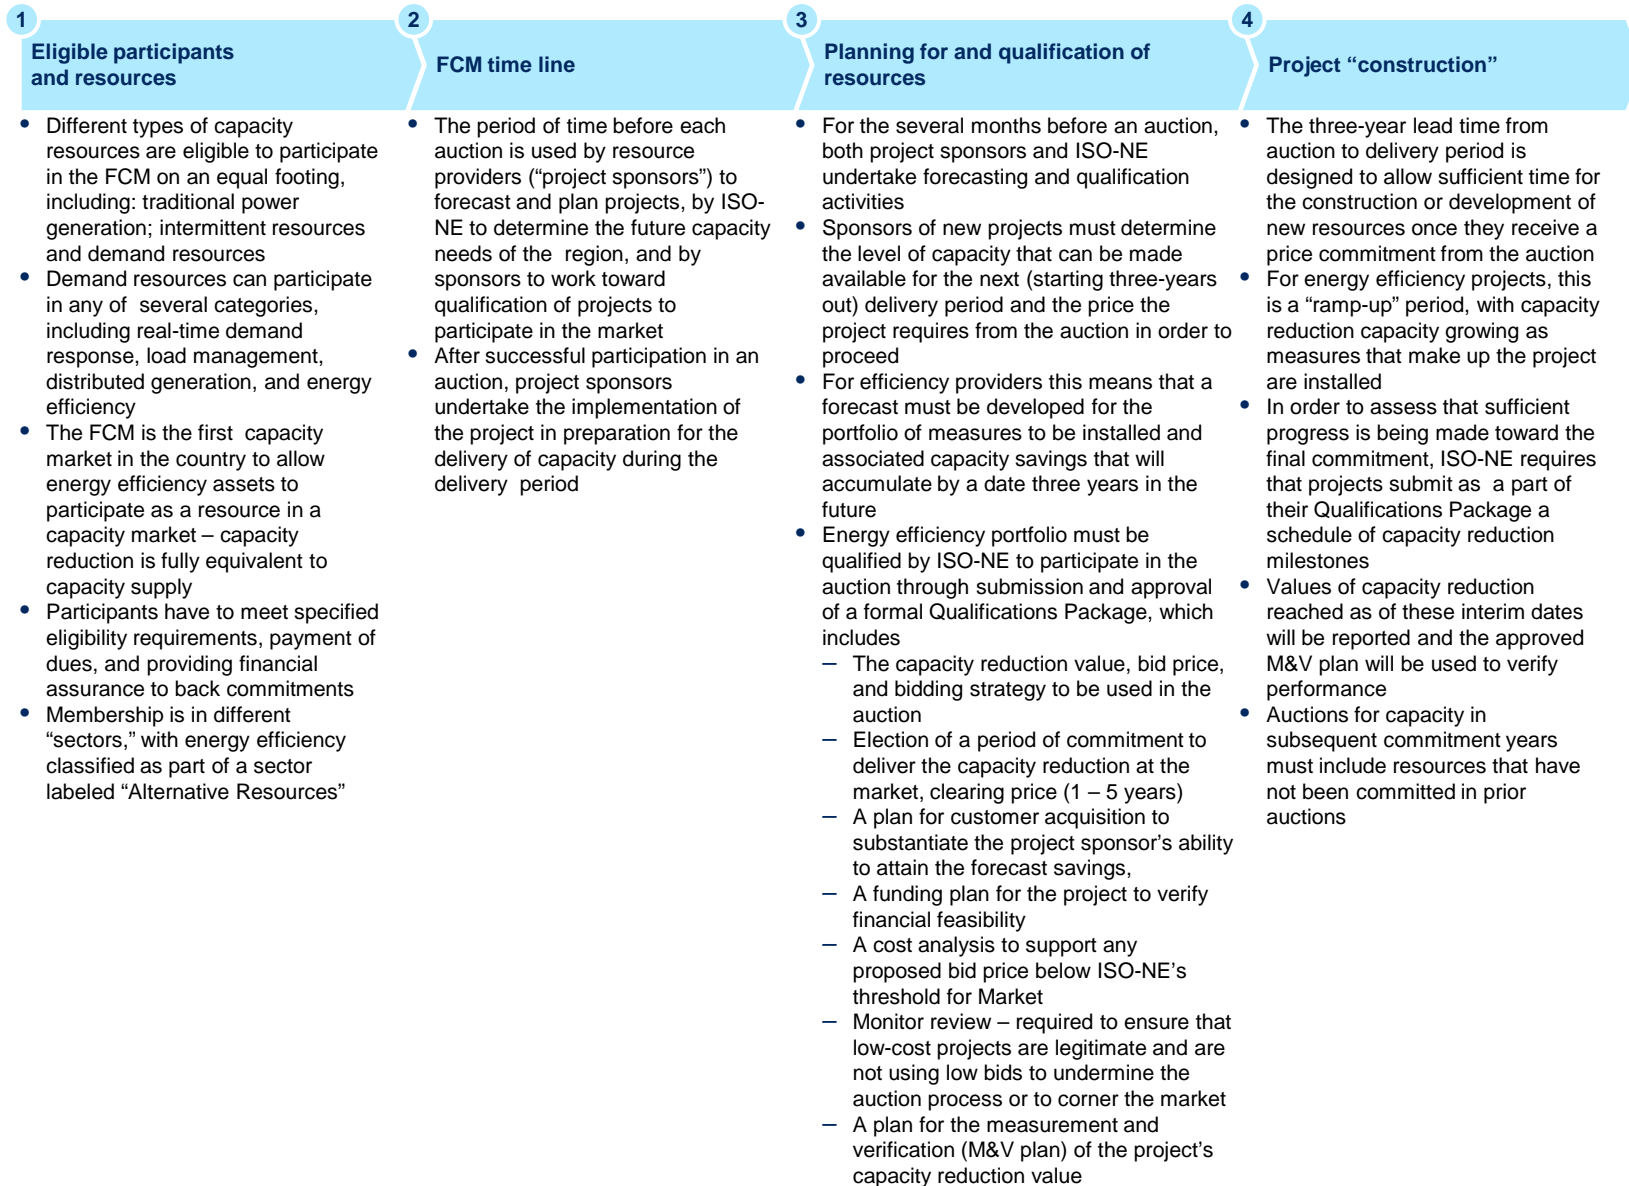 1
Eligible participants
and resources
• Different types of capacity
resources are eligible to participate
in the FCM on an equal footing,
including: traditional power
generation; intermittent resources
and demand resources
• Demand resources can participate
in any of  several categories,
including real-time demand
response, load management,
distributed generation, and energy
efficiency
• The FCM is the first  capacity
market in the country to allow
energy efficiency assets to
participate as a resource in a
capacity market – capacity
reduction is fully equivalent to
capacity supply
• Participants have to meet specified
eligibility requirements, payment of
dues, and providing financial
assurance to back commitments
• Membership is in different
“sectors,” with energy efficiency
classified as part of a sector
labeled “Alternative Resources”
2
FCM time line
• The period of time before each
auction is used by resource
providers (“project sponsors”) to
forecast and plan projects, by ISO-
NE to determine the future capacity
needs of the  region, and by
sponsors to work toward
qualification of projects to
participate in the market
• After successful participation in an
auction, project sponsors
undertake the implementation of
the project in preparation for the
delivery of capacity during the
delivery  period
3
Planning for and qualification of
resources
• For the several months before an auction,
both project sponsors and ISO-NE
undertake forecasting and qualification
activities
• Sponsors of new projects must determine
the level of capacity that can be made
available for the next (starting three-years
out) delivery period and the price the
project requires from the auction in order to
proceed
• For efficiency providers this means that a
forecast must be developed for the
portfolio of measures to be installed and
associated capacity savings that will
accumulate by a date three years in the
future
• Energy efficiency portfolio must be
qualified by ISO-NE to participate in the
auction through submission and approval
of a formal Qualifications Package, which
includes
– The capacity reduction value, bid price,
and bidding strategy to be used in the
auction
– Election of a period of commitment to
deliver the capacity reduction at the
market, clearing price (1 – 5 years)
– A plan for customer acquisition to
substantiate the project sponsor’s ability
to attain the forecast savings,
– A funding plan for the project to verify
financial feasibility
– A cost analysis to support any
proposed bid price below ISO-NE’s
threshold for Market
– Monitor review – required to ensure that
low-cost projects are legitimate and are
not using low bids to undermine the
auction process or to corner the market
– A plan for the measurement and
verification (M&V plan) of the project’s
capacity reduction value
4
Project “construction”
• The three-year lead time from
auction to delivery period is
designed to allow sufficient time for
the construction or development of
new resources once they receive a
price commitment from the auction
• For energy efficiency projects, this
is a “ramp-up” period, with capacity
reduction capacity growing as
measures that make up the project
are installed
• In order to assess that sufficient
progress is being made toward the
final commitment, ISO-NE requires
that projects submit as  a part of
their Qualifications Package a
schedule of capacity reduction
milestones
• Values of capacity reduction
reached as of these interim dates
will be reported and the approved
M&V plan will be used to verify
performance
• Auctions for capacity in
subsequent commitment years
must include resources that have
not been committed in prior
auctions